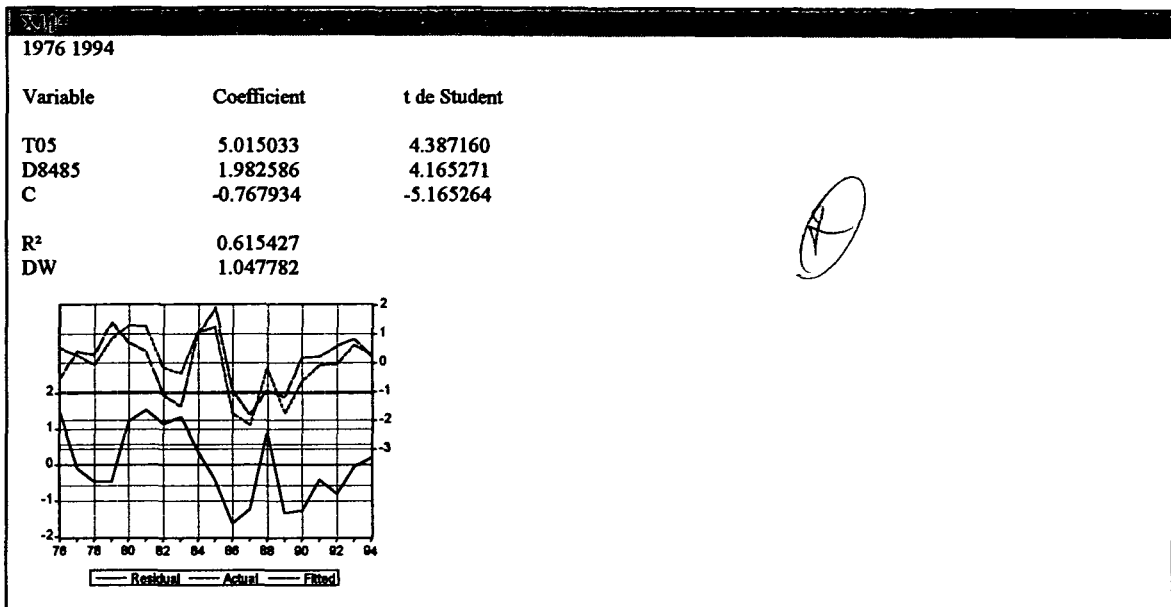 1976 1994
Variable Coefficient t de Student
T05 5.015033 4.387160
D8485 1.982586 4.165271
C -0.767934 -5.165264
R² 0.615427
DW 1.047782
2
1
0
-1
-2
-3
2
1
0
-1
-2
76 78 80 82 84 86 88 90 92 94
Residual Actual Fitted